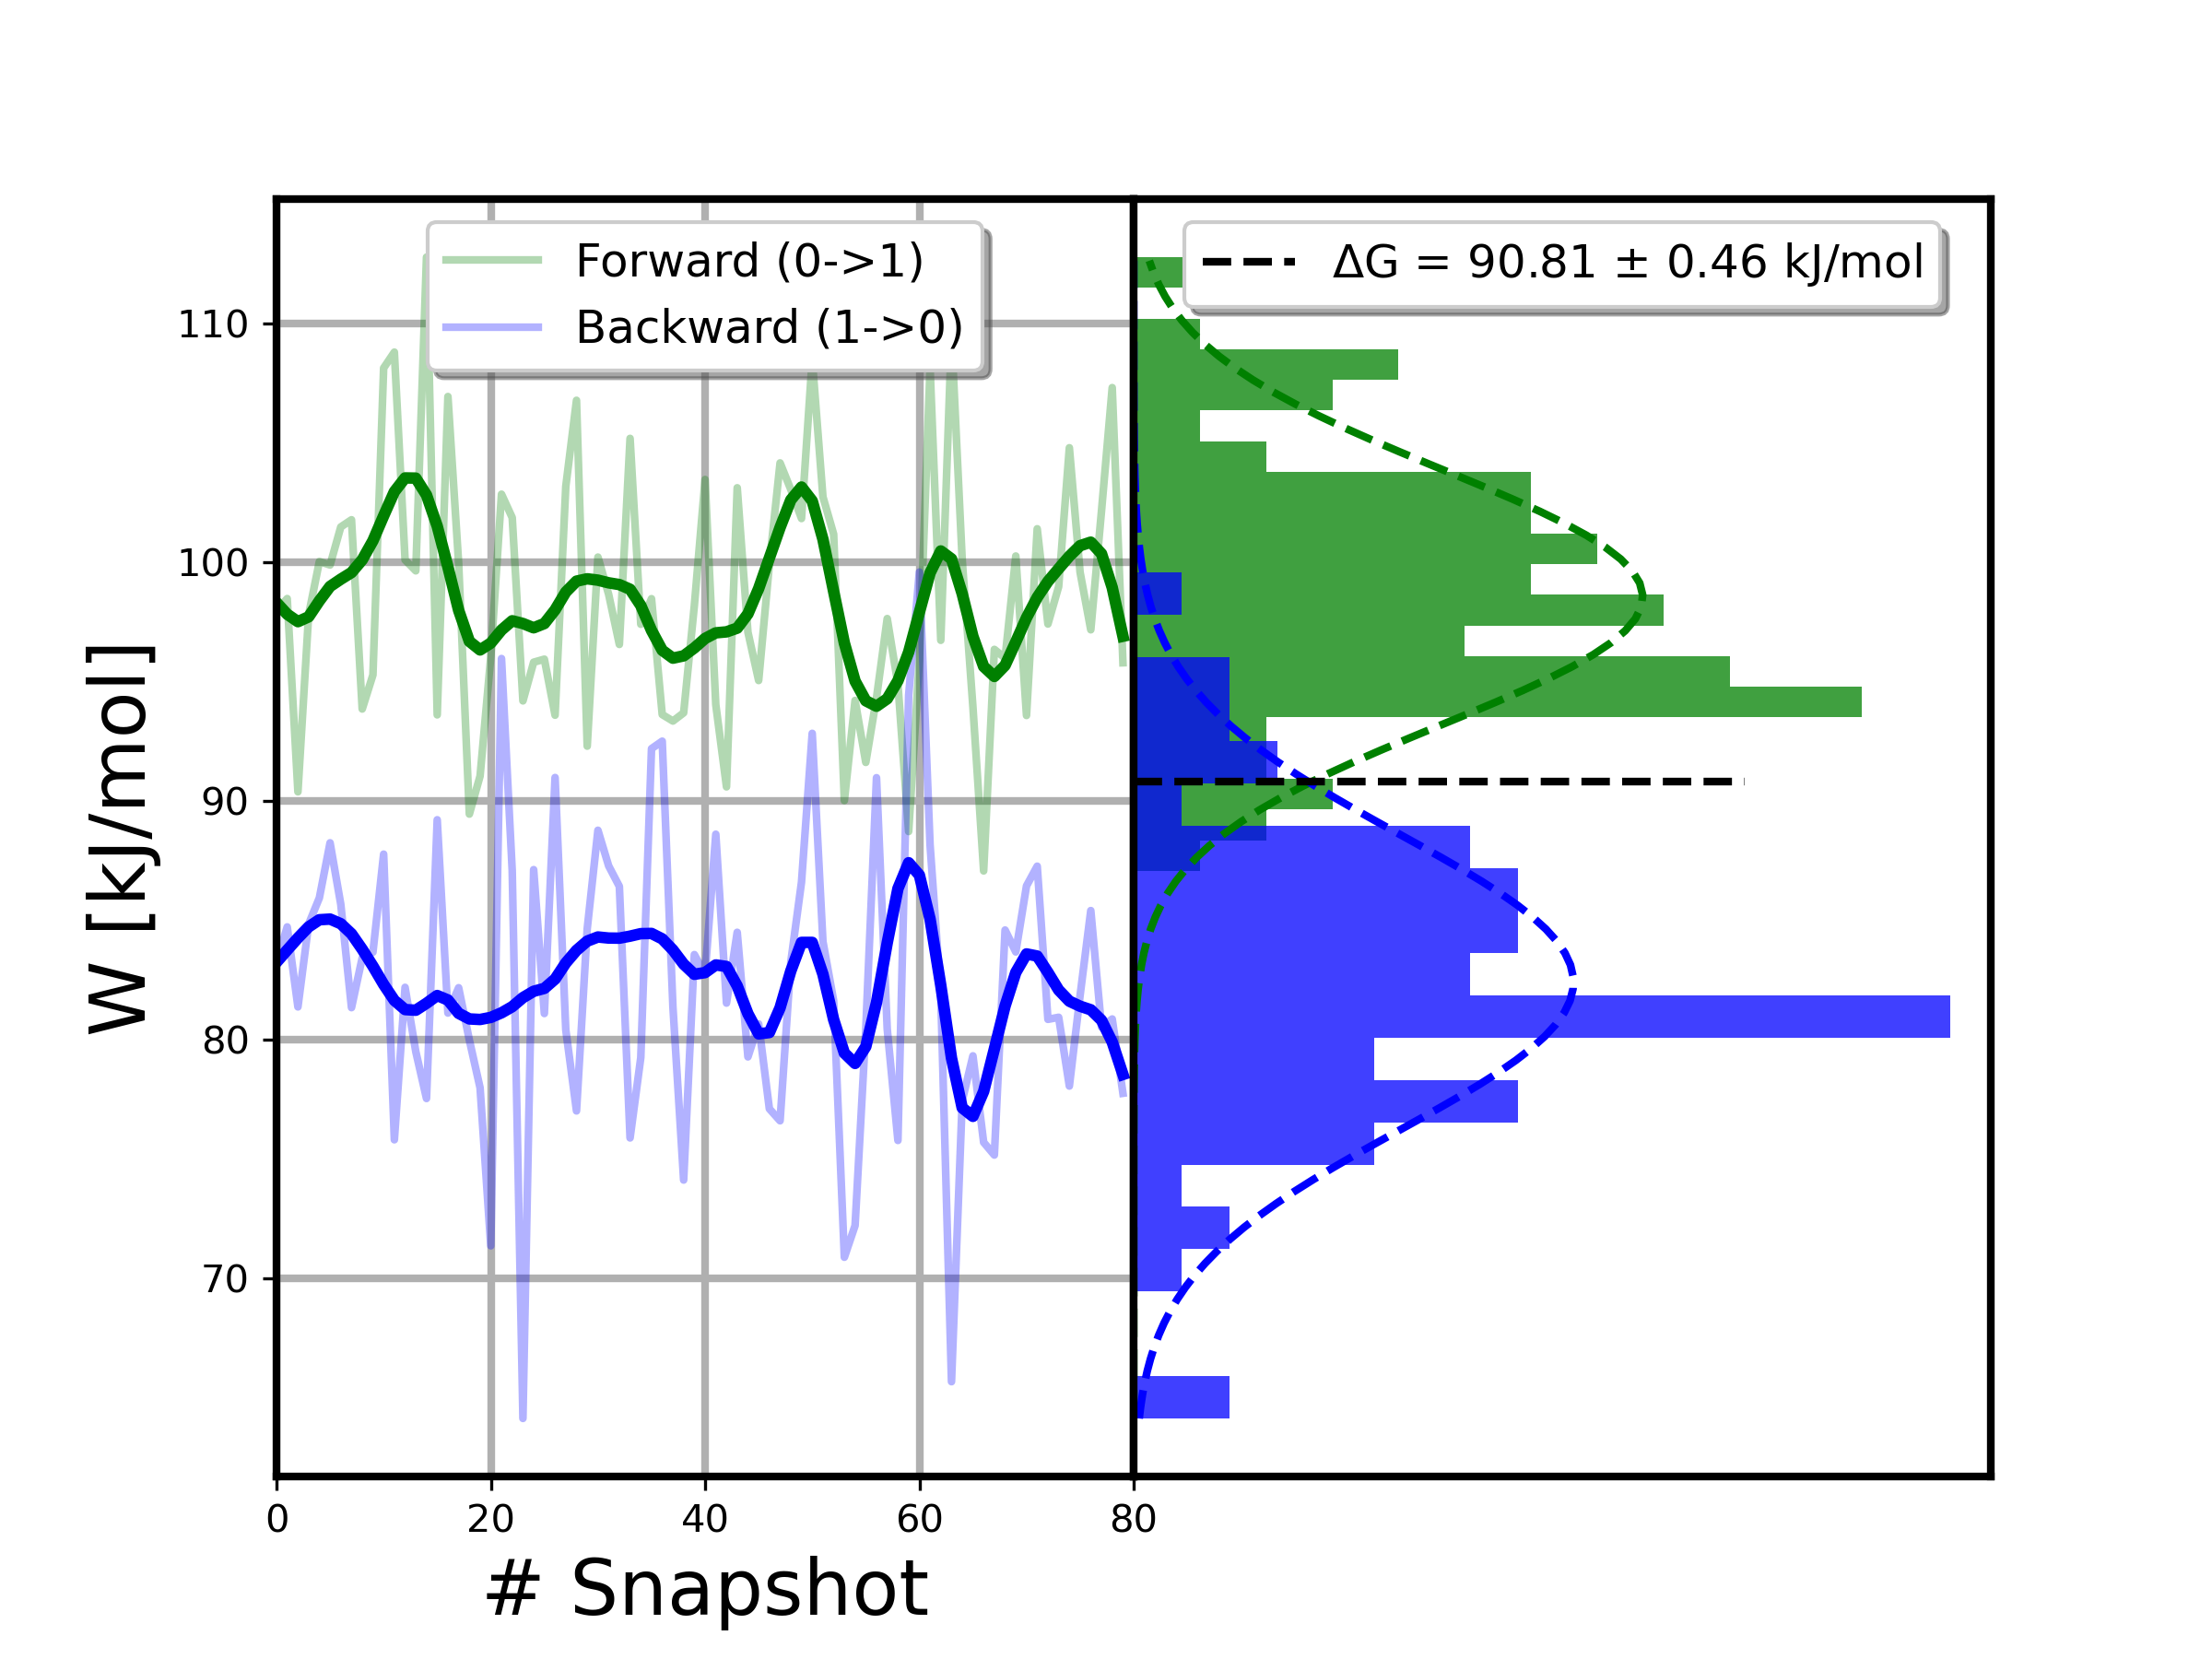 Forward (0->1)
Backward (1->0)
ΔG = 90.81 ± 0.46 kJ/mol
110
100
90
80
70
W [kJ/mol]
0
20
40
60
80
# Snapshot